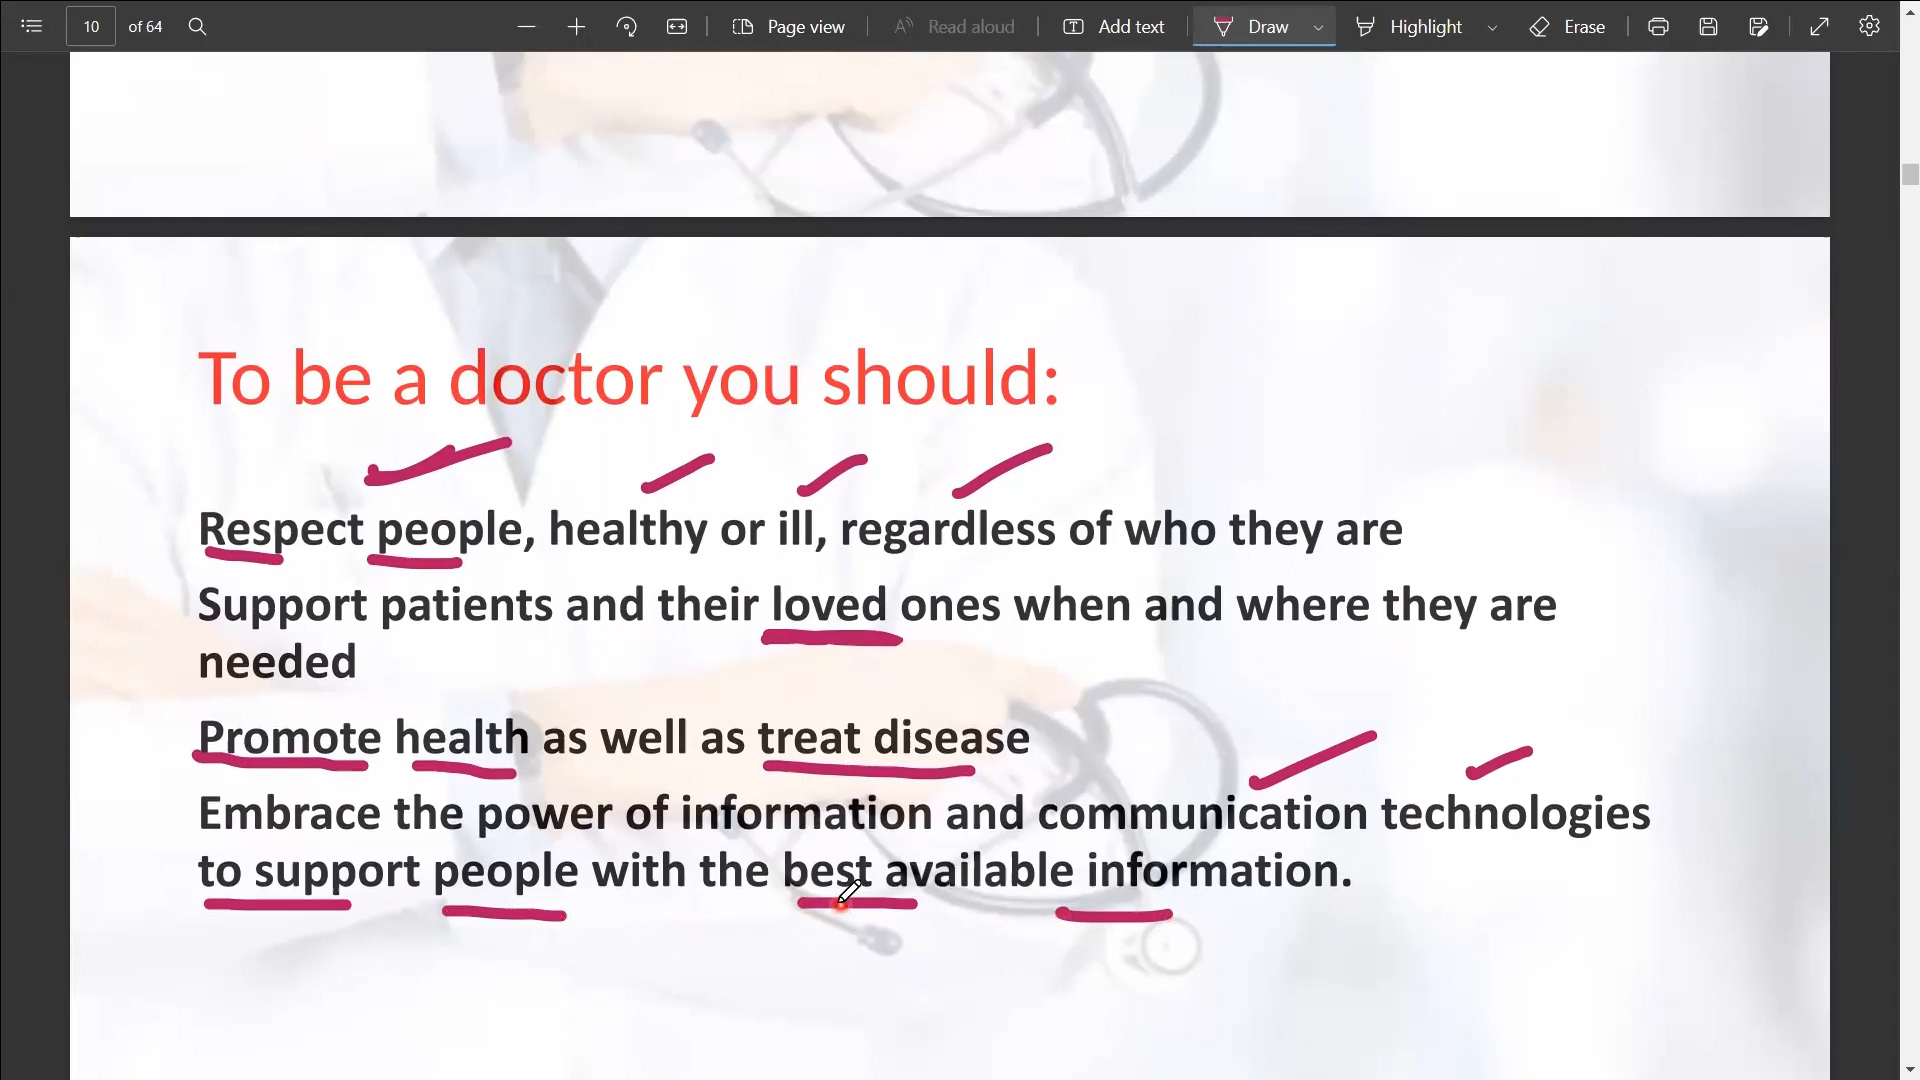 10 of 64 Page view Read aloud Add text Draw Highlight Erase
To be a doctor you should:
Respect people, healthy or ill, regardless of who they are
Support patients and their loved ones when and where they are
needed
Promote health as well as treat disease
Embrace the power of information and communication technologies
to support people with the best available information.